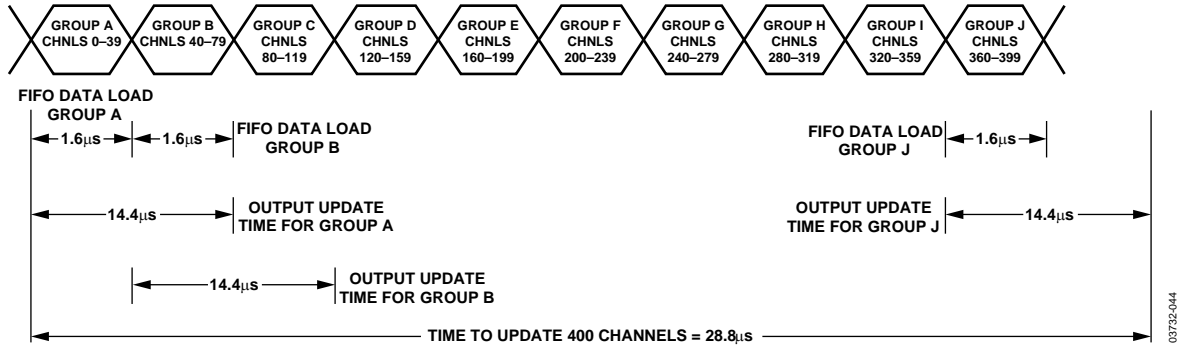 GROUP A
CHNLS 0–39
GROUP B
CHNLS 40–79
GROUP C
CHNLS
80–119
GROUP D
CHNLS
120–159
GROUP E
CHNLS
160–199
GROUP F
CHNLS
200–239
GROUP G
CHNLS
240–279
GROUP H
CHNLS
280–319
GROUP I
CHNLS
320–359
GROUP J
CHNLS
360–399
FIFO DATA LOAD
GROUP A
1.6μs
1.6μs
FIFO DATA LOAD
GROUP B
FIFO DATA LOAD
GROUP J
1.6μs
14.4μs
OUTPUT UPDATE
TIME FOR GROUP A
OUTPUT UPDATE
TIME FOR GROUP J
14.4μs
14.4μs
OUTPUT UPDATE
TIME FOR GROUP B
TIME TO UPDATE 400 CHANNELS = 28.8μs
03732-044